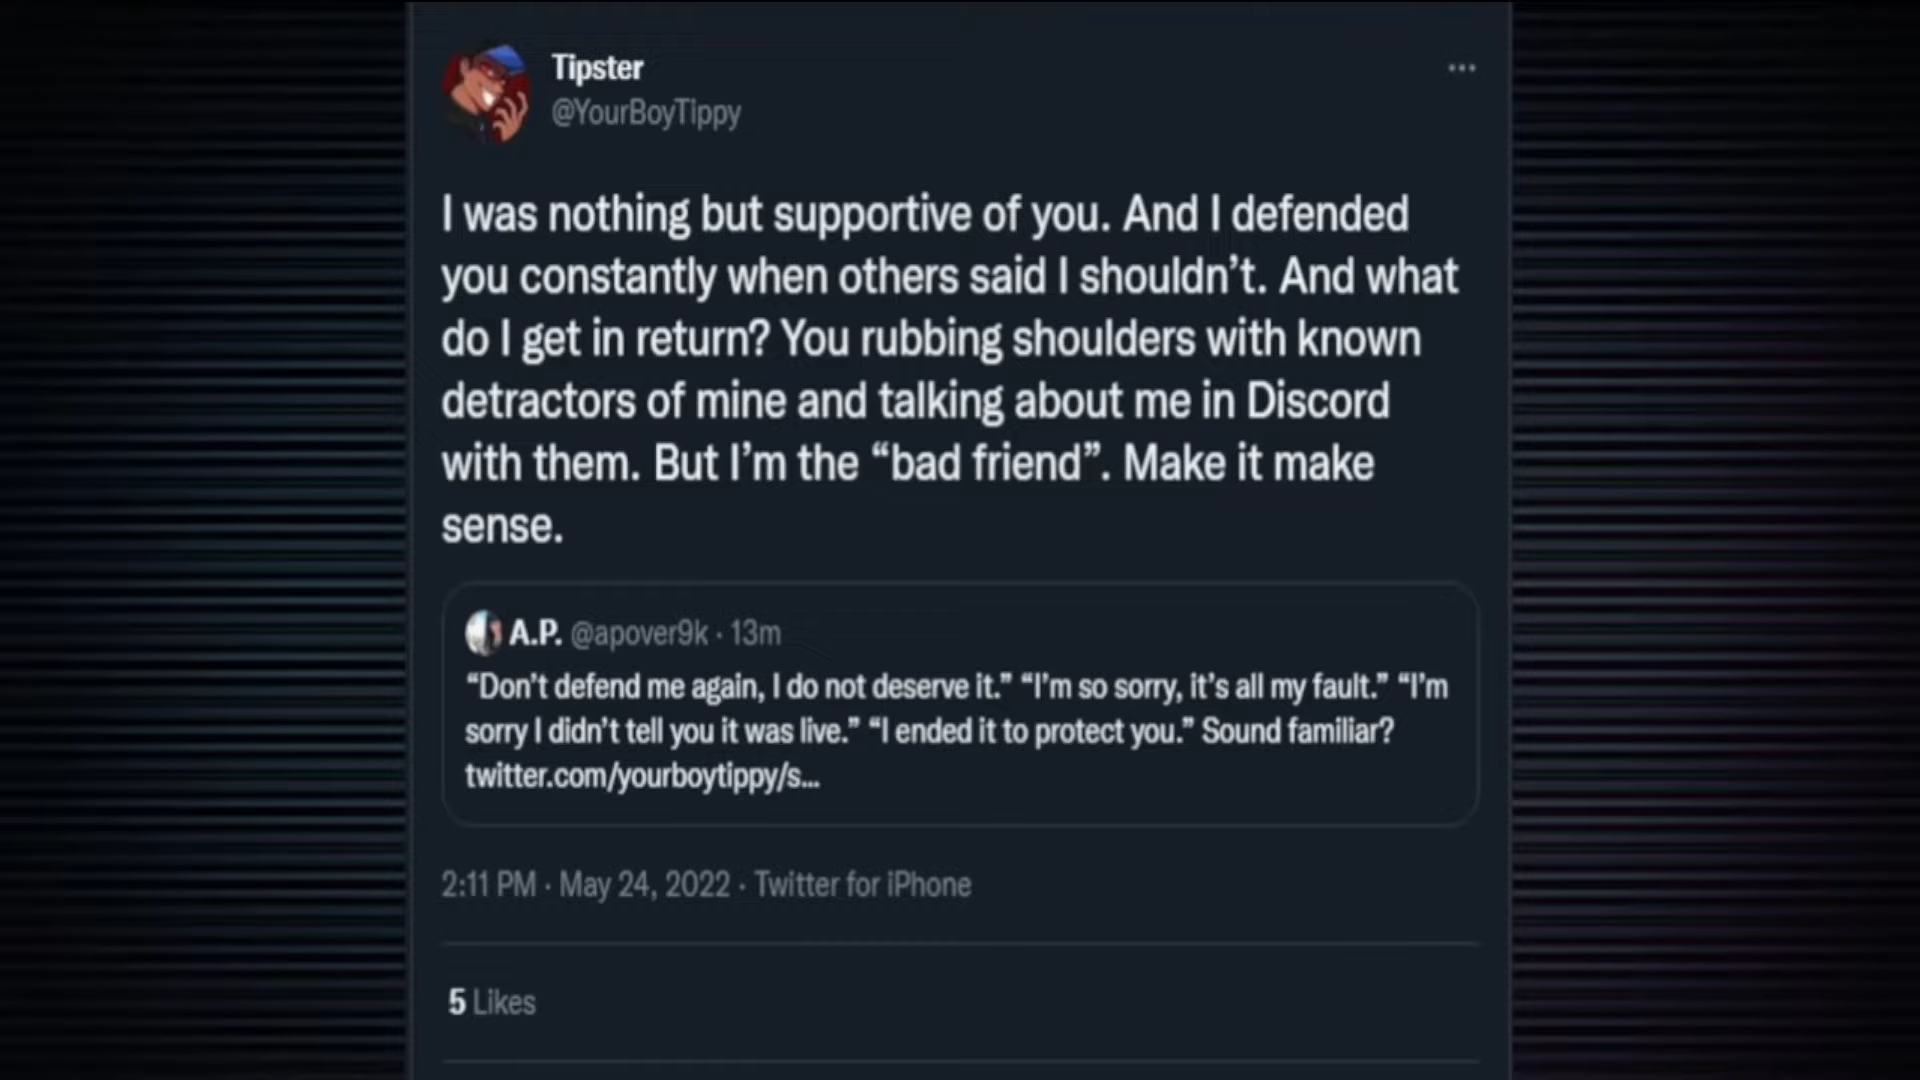 Tipster
@YourBoyTippy
I was nothing but supportive of you. And I defended
you constantly when others said I shouldn’t. And what
do I get in return? You rubbing shoulders with known
detractors of mine and talking about me in Discord
with them. But I’m the “bad friend”. Make it make
sense.
A.P. @apover9k · 13m
“Don’t defend me again, I do not deserve it.” “I’m so sorry, it’s all my fault.” “I’m
sorry I didn’t tell you it was live.” “I ended it to protect you.” Sound familiar?
twitter.com/yourboytippy/s...
2:11 PM · May 24, 2022 · Twitter for iPhone
5 Likes